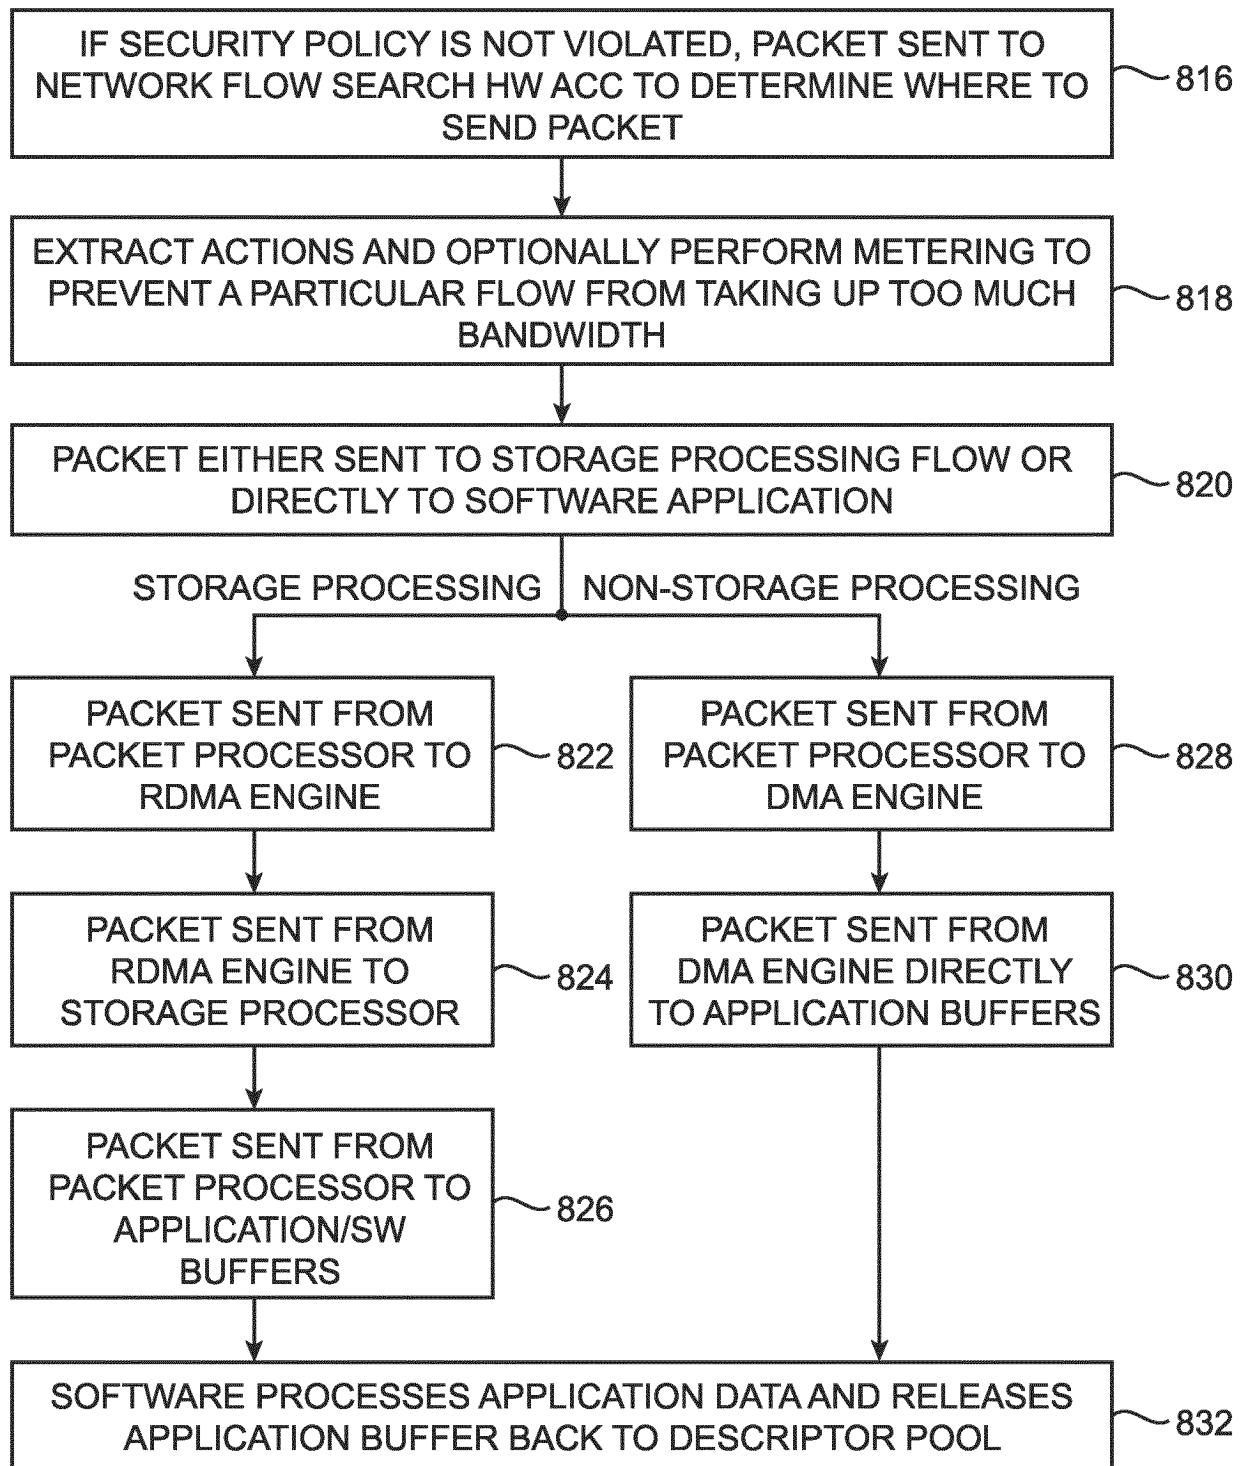 IF SECURITY POLICY IS NOT VIOLATED, PACKET SENT TO
NETWORK FLOW SEARCH HW ACC TO DETERMINE WHERE TO
SEND PACKET
816
EXTRACT ACTIONS AND OPTIONALLY PERFORM METERING TO
PREVENT A PARTICULAR FLOW FROM TAKING UP TOO MUCH
BANDWIDTH
818
PACKET EITHER SENT TO STORAGE PROCESSING FLOW OR
DIRECTLY TO SOFTWARE APPLICATION
820
STORAGE PROCESSING
NON-STORAGE PROCESSING
PACKET SENT FROM
PACKET PROCESSOR TO
RDMA ENGINE
822
PACKET SENT FROM
PACKET PROCESSOR TO
DMA ENGINE
828
PACKET SENT FROM
RDMA ENGINE TO
STORAGE PROCESSOR
824
PACKET SENT FROM
DMA ENGINE DIRECTLY
TO APPLICATION BUFFERS
830
PACKET SENT FROM
PACKET PROCESSOR TO
APPLICATION/SW
BUFFERS
826
SOFTWARE PROCESSES APPLICATION DATA AND RELEASES
APPLICATION BUFFER BACK TO DESCRIPTOR POOL
832